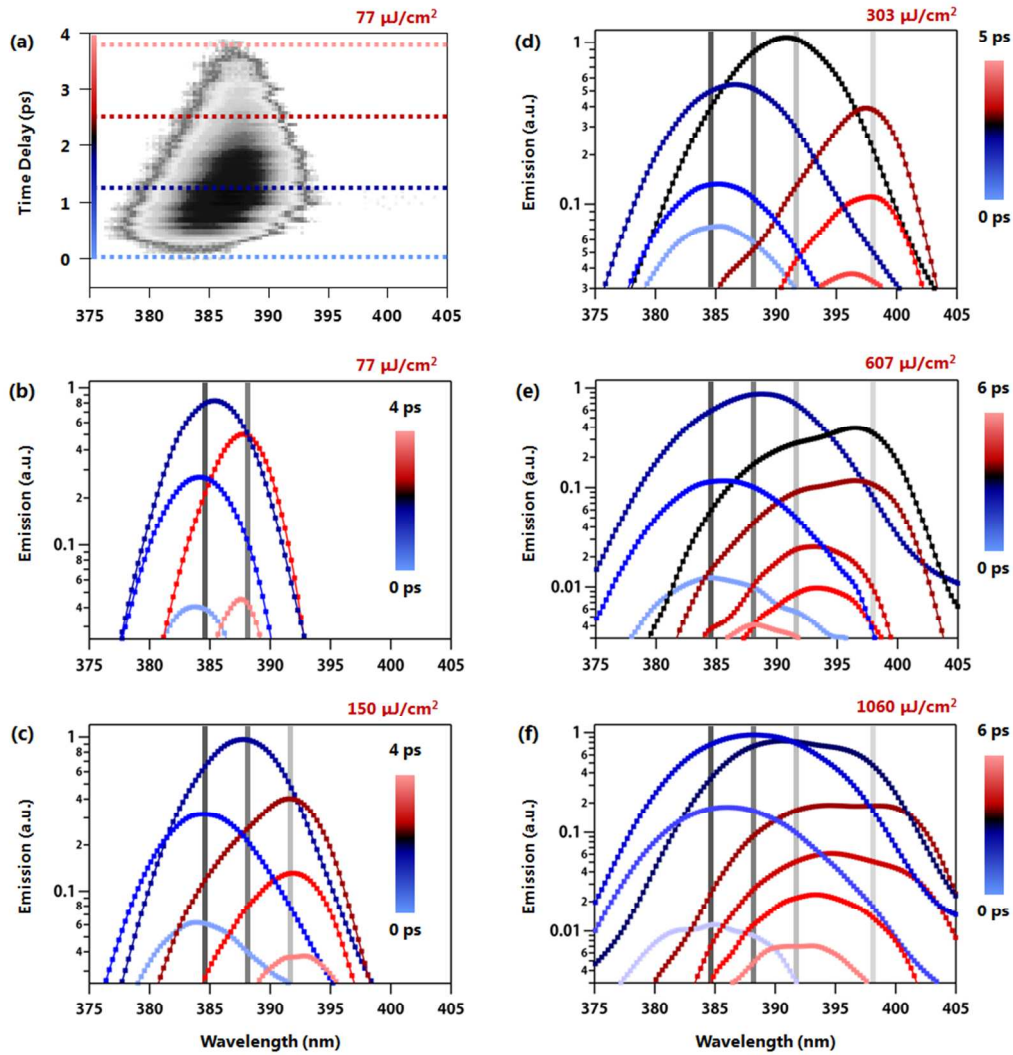 77 μJ/cm²
(a)
4
3
2
1
0
Time Delay (ps)
375 380 385 390 395 400 405
77 μJ/cm²
(b)
1
8
6
4
2
0.1
8
6
4
Emission (a.u.)
4 ps
0 ps
375 380 385 390 395 400 405
150 μJ/cm²
(c)
1
8
6
4
2
0.1
8
6
4
Emission (a.u.)
4 ps
0 ps
375 380 385 390 395 400 405
Wavelength (nm)
303 μJ/cm²
(d)
1
8
6
5
4
3
2
0.1
8
6
5
4
3
Emission (a.u.)
5 ps
0 ps
375 380 385 390 395 400 405
607 μJ/cm²
(e)
1
8
6
4
2
0.1
8
6
4
2
0.01
8
6
4
Emission (a.u.)
6 ps
0 ps
375 380 385 390 395 400 405
1060 μJ/cm²
(f)
1
8
6
4
2
0.1
8
6
4
2
0.01
8
6
4
Emission (a.u.)
6 ps
0 ps
375 380 385 390 395 400 405
Wavelength (nm)